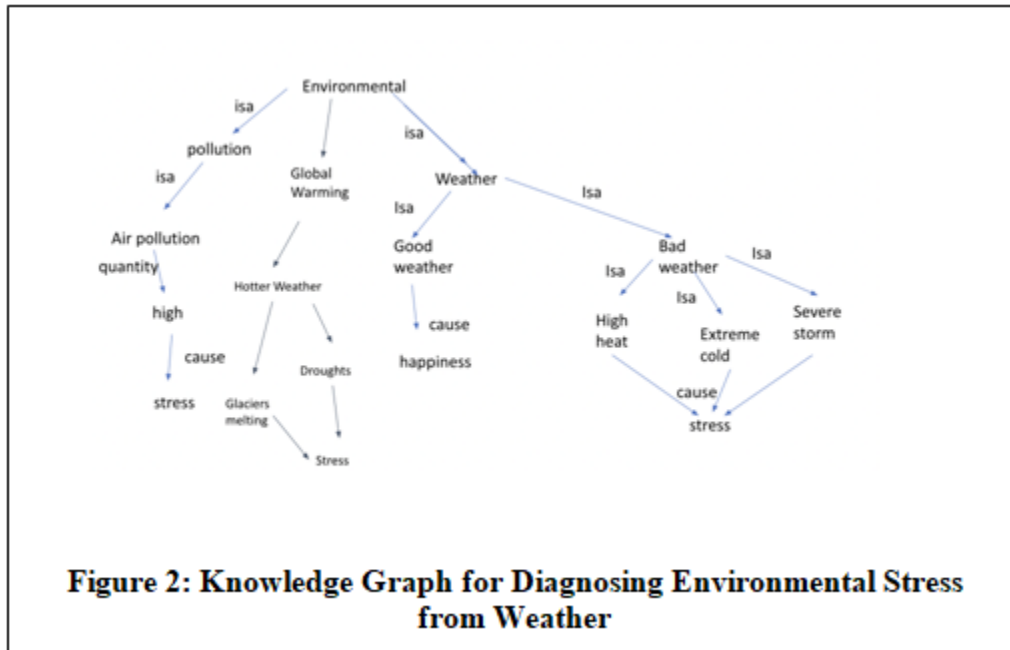 Environmental
isa
isa
pollution
isa
Global
Warming
Weather
Isa
Isa
Air pollution
quantity
Good
weather
Bad
weather
Isa
Isa
Isa
Hotter Weather
high
cause
High
heat
Extreme
cold
Severe
storm
cause
happiness
Droughts
stress
Glaciers
melting
cause
stress
Stress
Figure 2: Knowledge Graph for Diagnosing Environmental Stress
from Weather